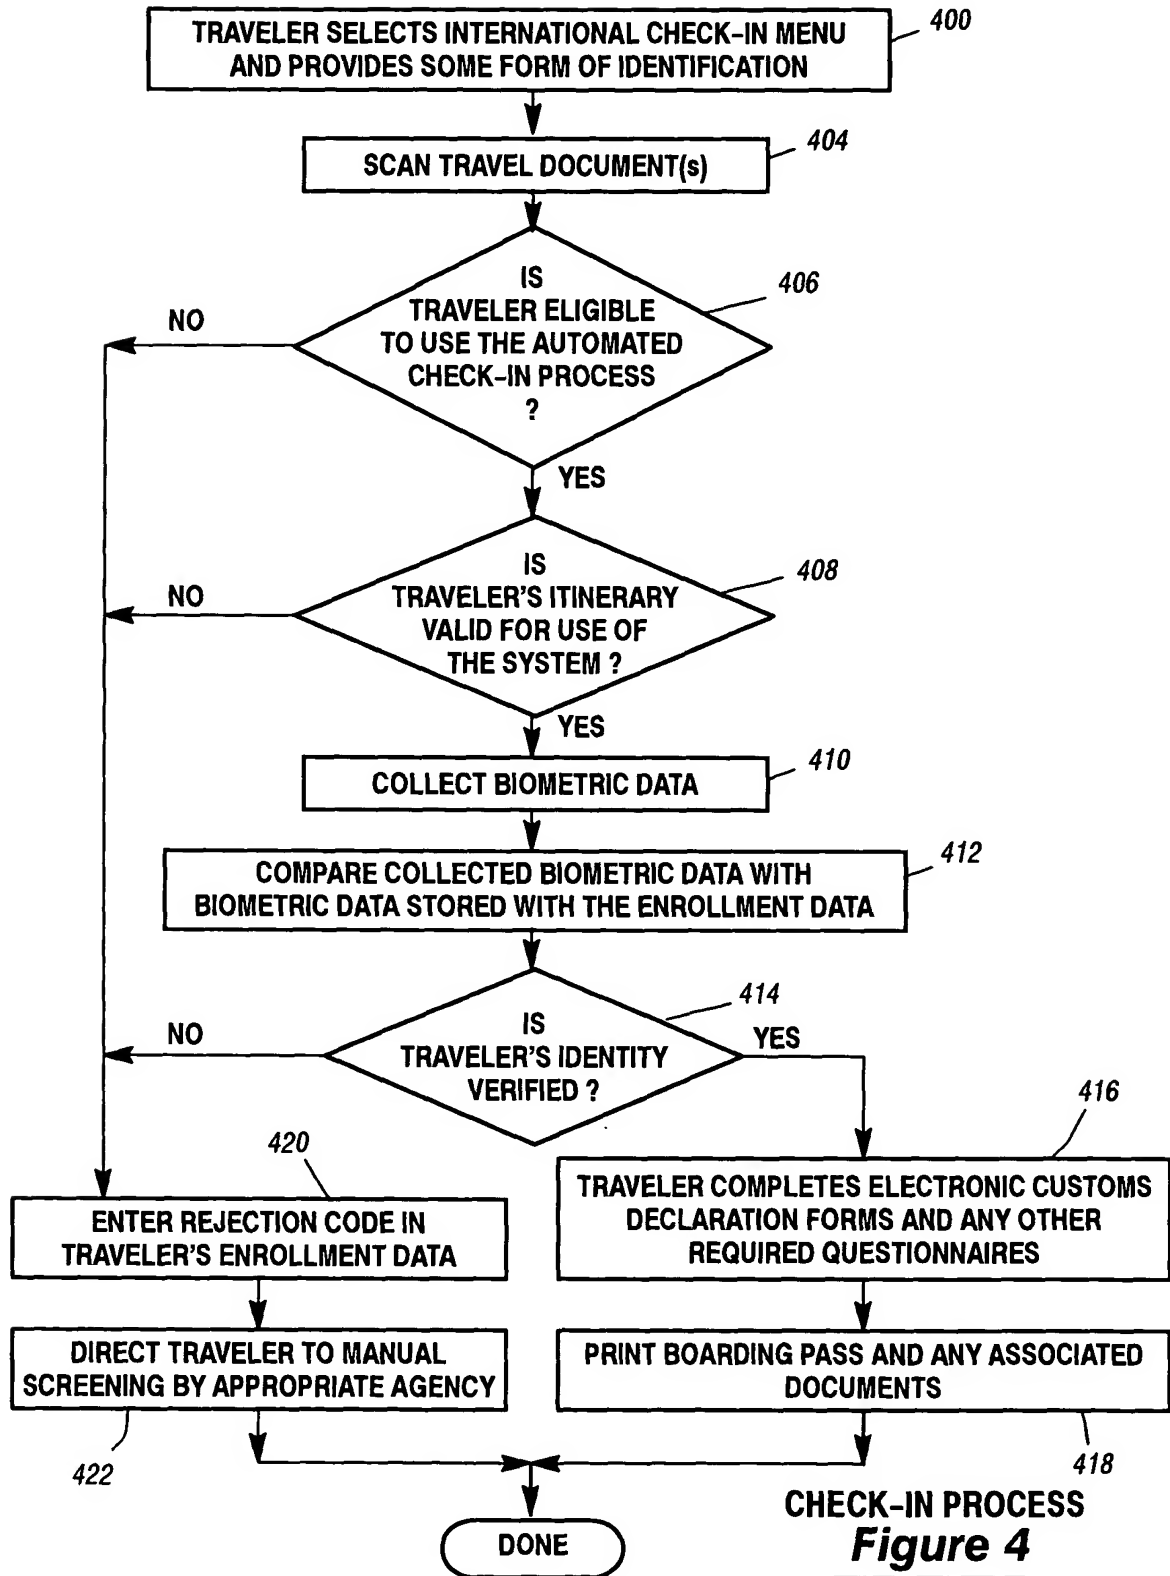 TRAVELER SELECTS INTERNATIONAL CHECK-IN MENU
AND PROVIDES SOME FORM OF IDENTIFICATION
400
SCAN TRAVEL DOCUMENT(s)
404
IS
TRAVELER ELIGIBLE
TO USE THE AUTOMATED
CHECK-IN PROCESS
?
406
NO
YES
IS
TRAVELER'S ITINERARY
VALID FOR USE OF
THE SYSTEM ?
408
NO
YES
COLLECT BIOMETRIC DATA
410
COMPARE COLLECTED BIOMETRIC DATA WITH
BIOMETRIC DATA STORED WITH THE ENROLLMENT DATA
412
IS
TRAVELER'S IDENTITY
VERIFIED ?
414
NO
YES
420
ENTER REJECTION CODE IN
TRAVELER'S ENROLLMENT DATA
416
TRAVELER COMPLETES ELECTRONIC CUSTOMS
DECLARATION FORMS AND ANY OTHER
REQUIRED QUESTIONNAIRES
DIRECT TRAVELER TO MANUAL
SCREENING BY APPROPRIATE AGENCY
422
PRINT BOARDING PASS AND ANY ASSOCIATED
DOCUMENTS
418
DONE
CHECK-IN PROCESS
Figure 4